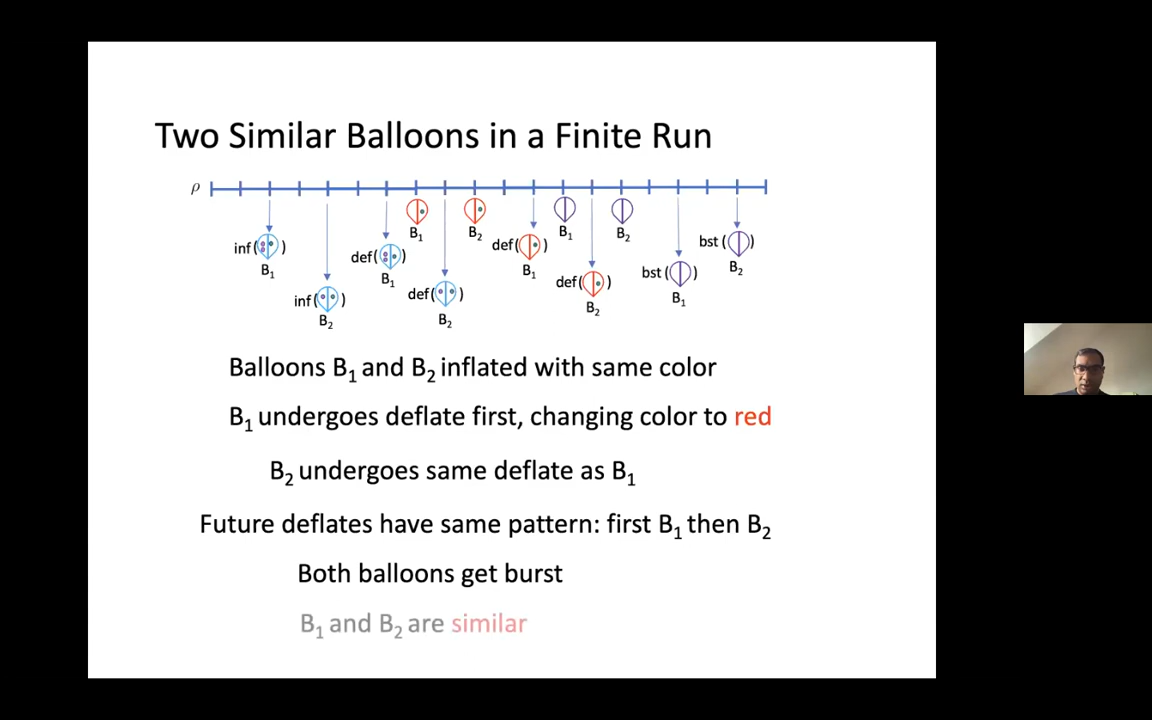 Two Similar Balloons in a Finite Run
ρ
B₁ B₂ B₁ B₂
inf( ) B₁
def( ) B₁
def( ) B₁
bst ( ) B₂
inf( ) B₂
def( ) B₂
def( ) B₂
bst ( ) B₁
Balloons B₁ and B₂ inflated with same color
B₁ undergoes deflate first, changing color to red
B₂ undergoes same deflate as B₁
Future deflates have same pattern: first B₁ then B₂
Both balloons get burst
B₁ and B₂ are similar